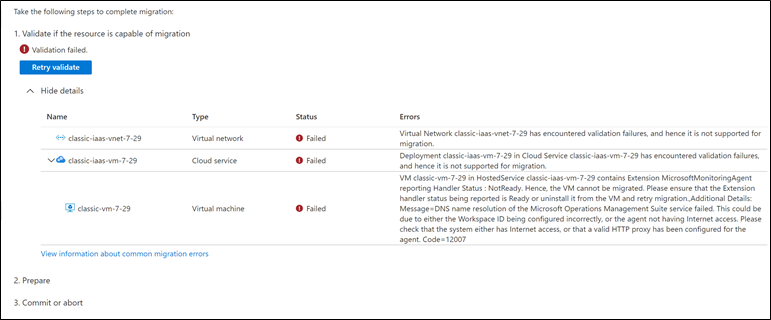 Take the following steps to complete migration:
1. Validate if the resource is capable of migration
Validation failed.
Retry validate
Hide details
Name Type Status Errors
classic-iaas-vnet-7-29 Virtual network Failed Virtual Network classic-iaas-vnet-7-29 has encountered validation failures, and hence it is not supported for
migration.
classic-iaas-vm-7-29 Cloud service Failed Deployment classic-iaas-vm-7-29 in Cloud Service classic-iaas-vm-7-29 has encountered validation failures,
and hence it is not supported for migration.
classic-vm-7-29 Virtual machine Failed VM classic-vm-7-29 in HostedService classic-iaas-vm-7-29 contains Extension MicrosoftMonitoringAgent
reporting Handler Status : NotReady. Hence, the VM cannot be migrated. Please ensure that the Extension
handler status being reported is Ready or uninstall it from the VM and retry migration.,Additional Details:
Message=DNS name resolution of the Microsoft Operations Management Suite service failed. This could be
due to either the Workspace ID being configured incorrectly, or the agent not having Internet access. Please
check that the system either has Internet access, or that a valid HTTP proxy has been configured for the
agent. Code=12007
View information about common migration errors
2. Prepare
3. Commit or abort